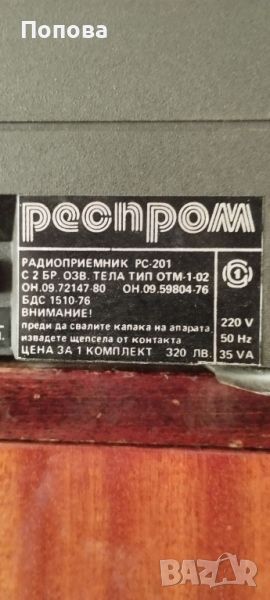 Попова
респром
РАДИОПРИЕМНИК РС-201
С 2 БР. ОЗВ. ТЕЛА ТИП ОТМ-1-02
ОН.09.72147-80 ОН.09.59804-76
БДС 1510-76
ВНИМАНИЕ!
преди да свалите капака на апарата,
извадете щепсела от контакта
ЦЕНА ЗА 1 КОМПЛЕКТ 320 ЛВ.
1
220 V
50 Hz
35 VA
Т.
BAZAR